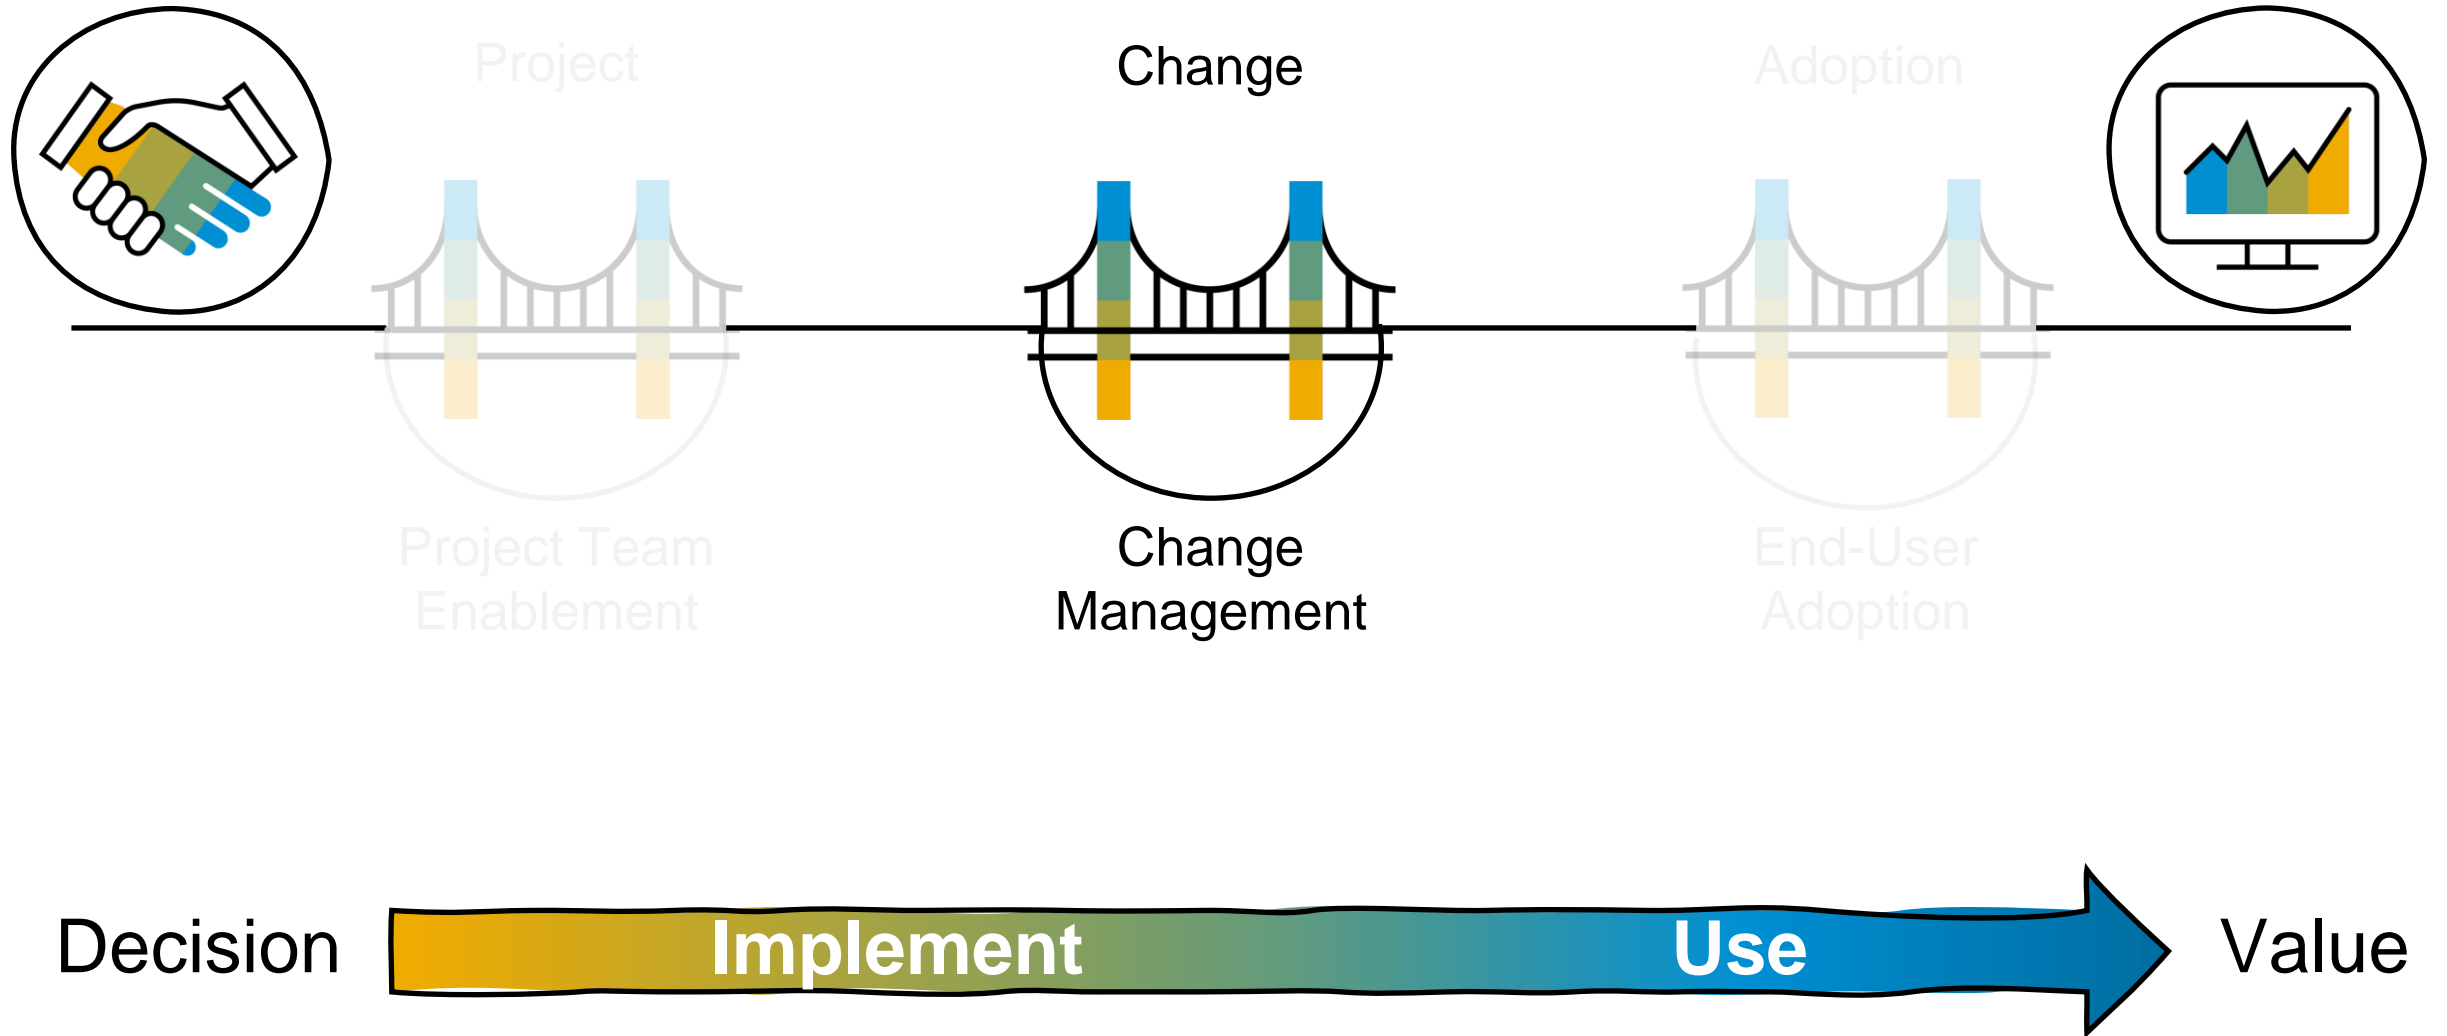 Project
Change
Adoption
Project Team
Enablement
Change
Management
End-User
Adoption
Decision
Implement
Use
Value